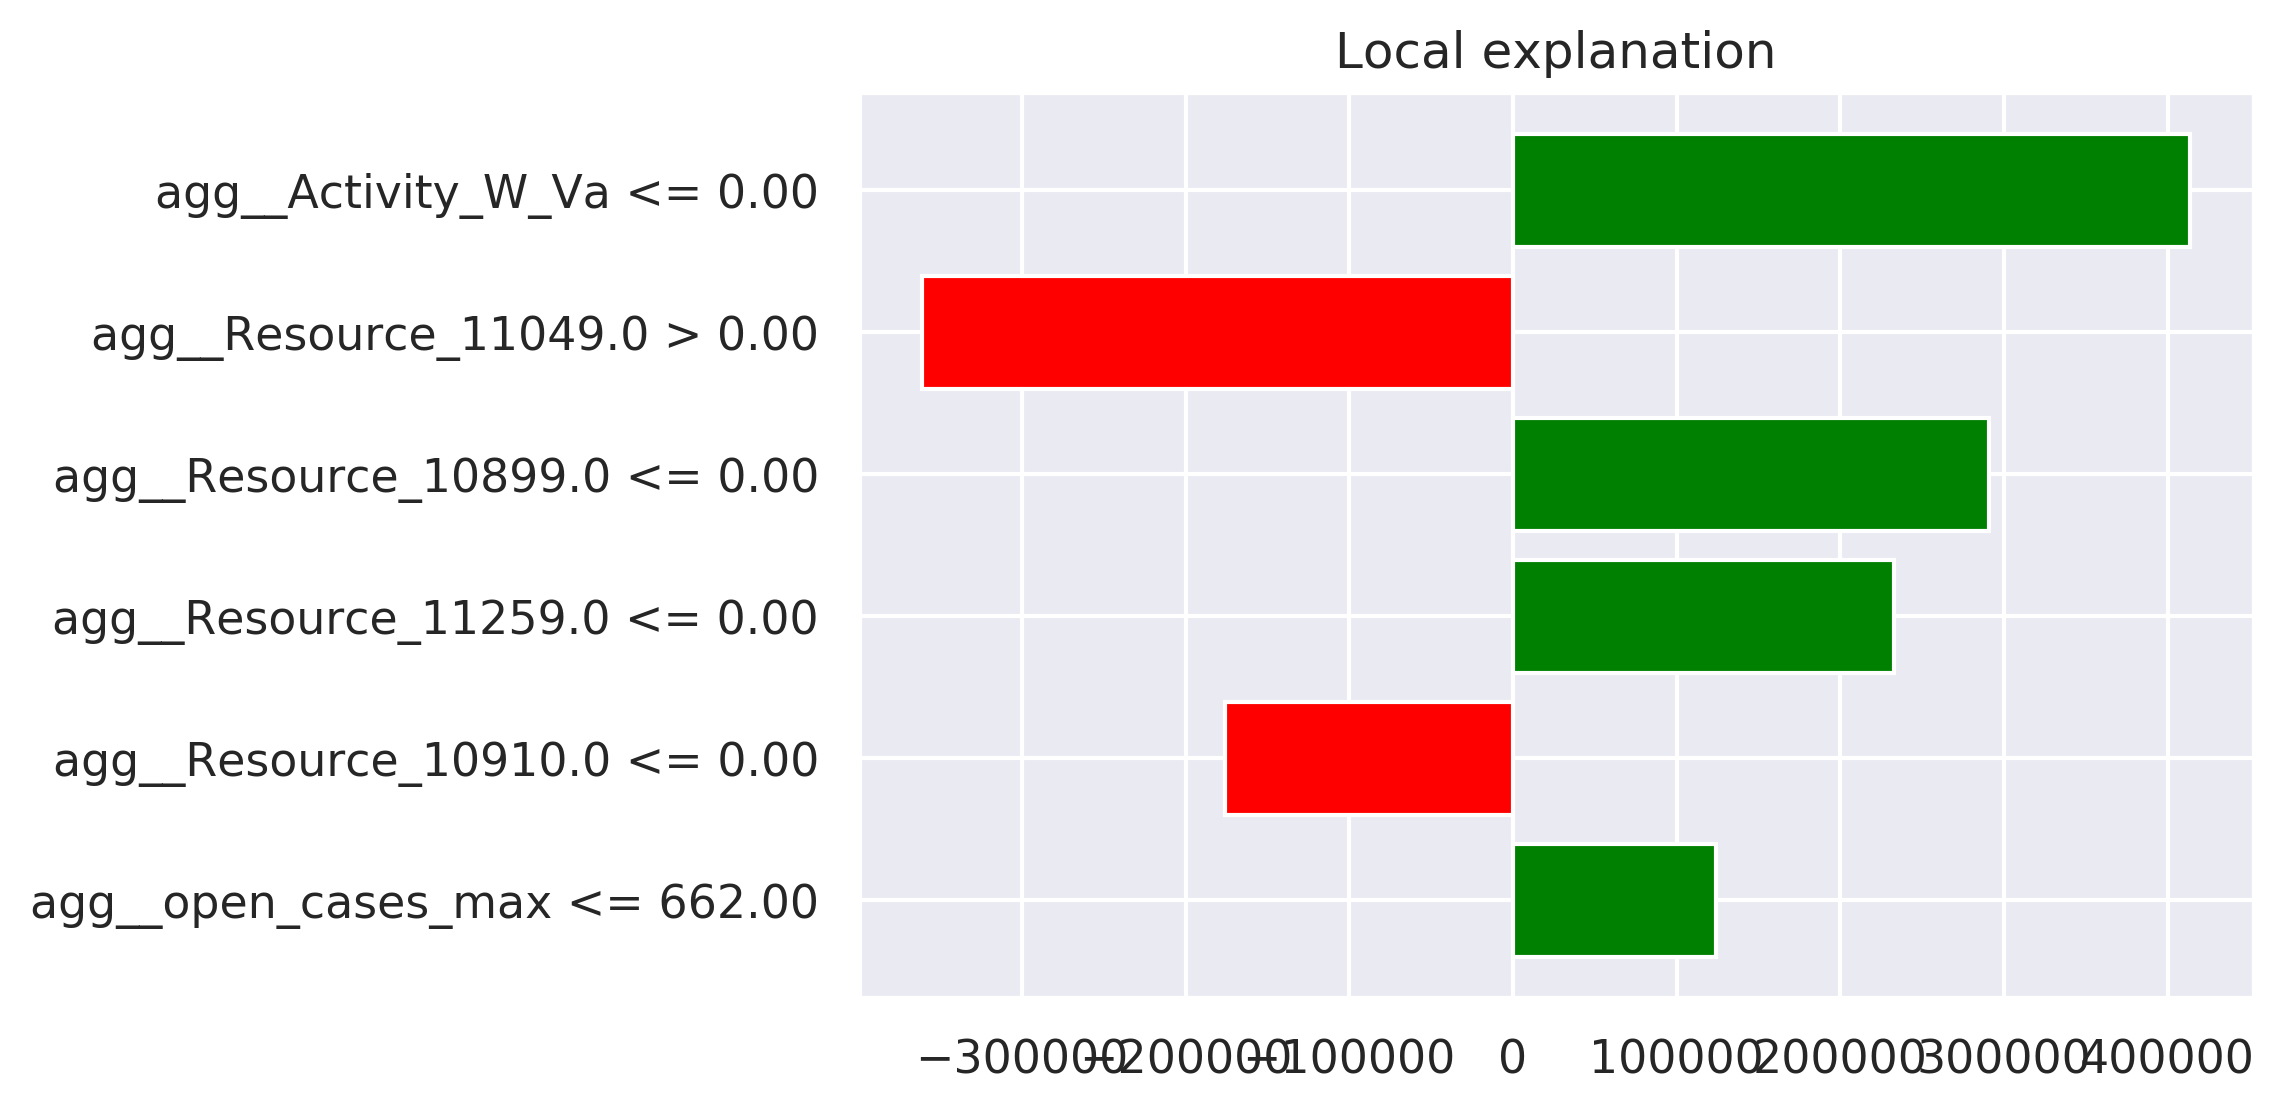 Local explanation
agg__Activity_W_Va <= 0.00
agg__Resource_11049.0 > 0.00
agg__Resource_10899.0 <= 0.00
agg__Resource_11259.0 <= 0.00
agg__Resource_10910.0 <= 0.00
agg__open_cases_max <= 662.00
−300000 −200000 −100000 0 100000 200000 300000 400000